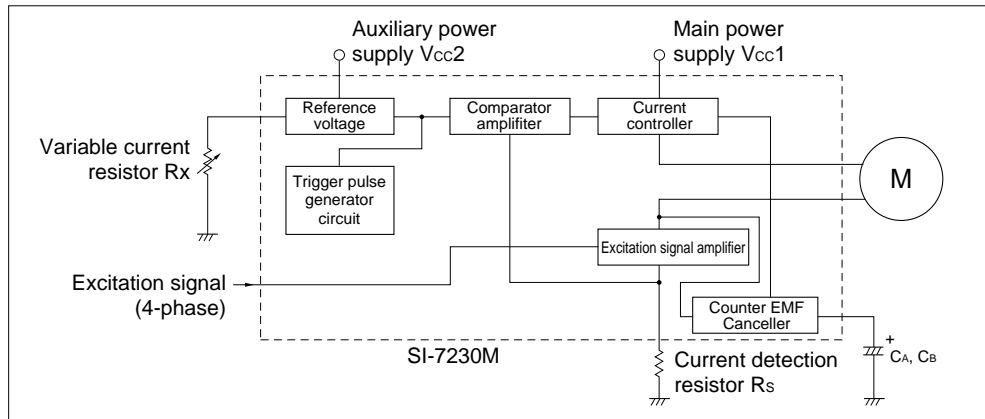 Auxiliary power
supply VCC2
Main power
supply VCC1
Reference
voltage
Comparator
amplifiter
Current
controller
Variable current
resistor Rx
Trigger pulse
generator
circuit
M
Excitation signal amplifier
Excitation signal
(4-phase)
Counter EMF
Canceller
SI-7230M
Current detection
resistor RS
+
CA, CB